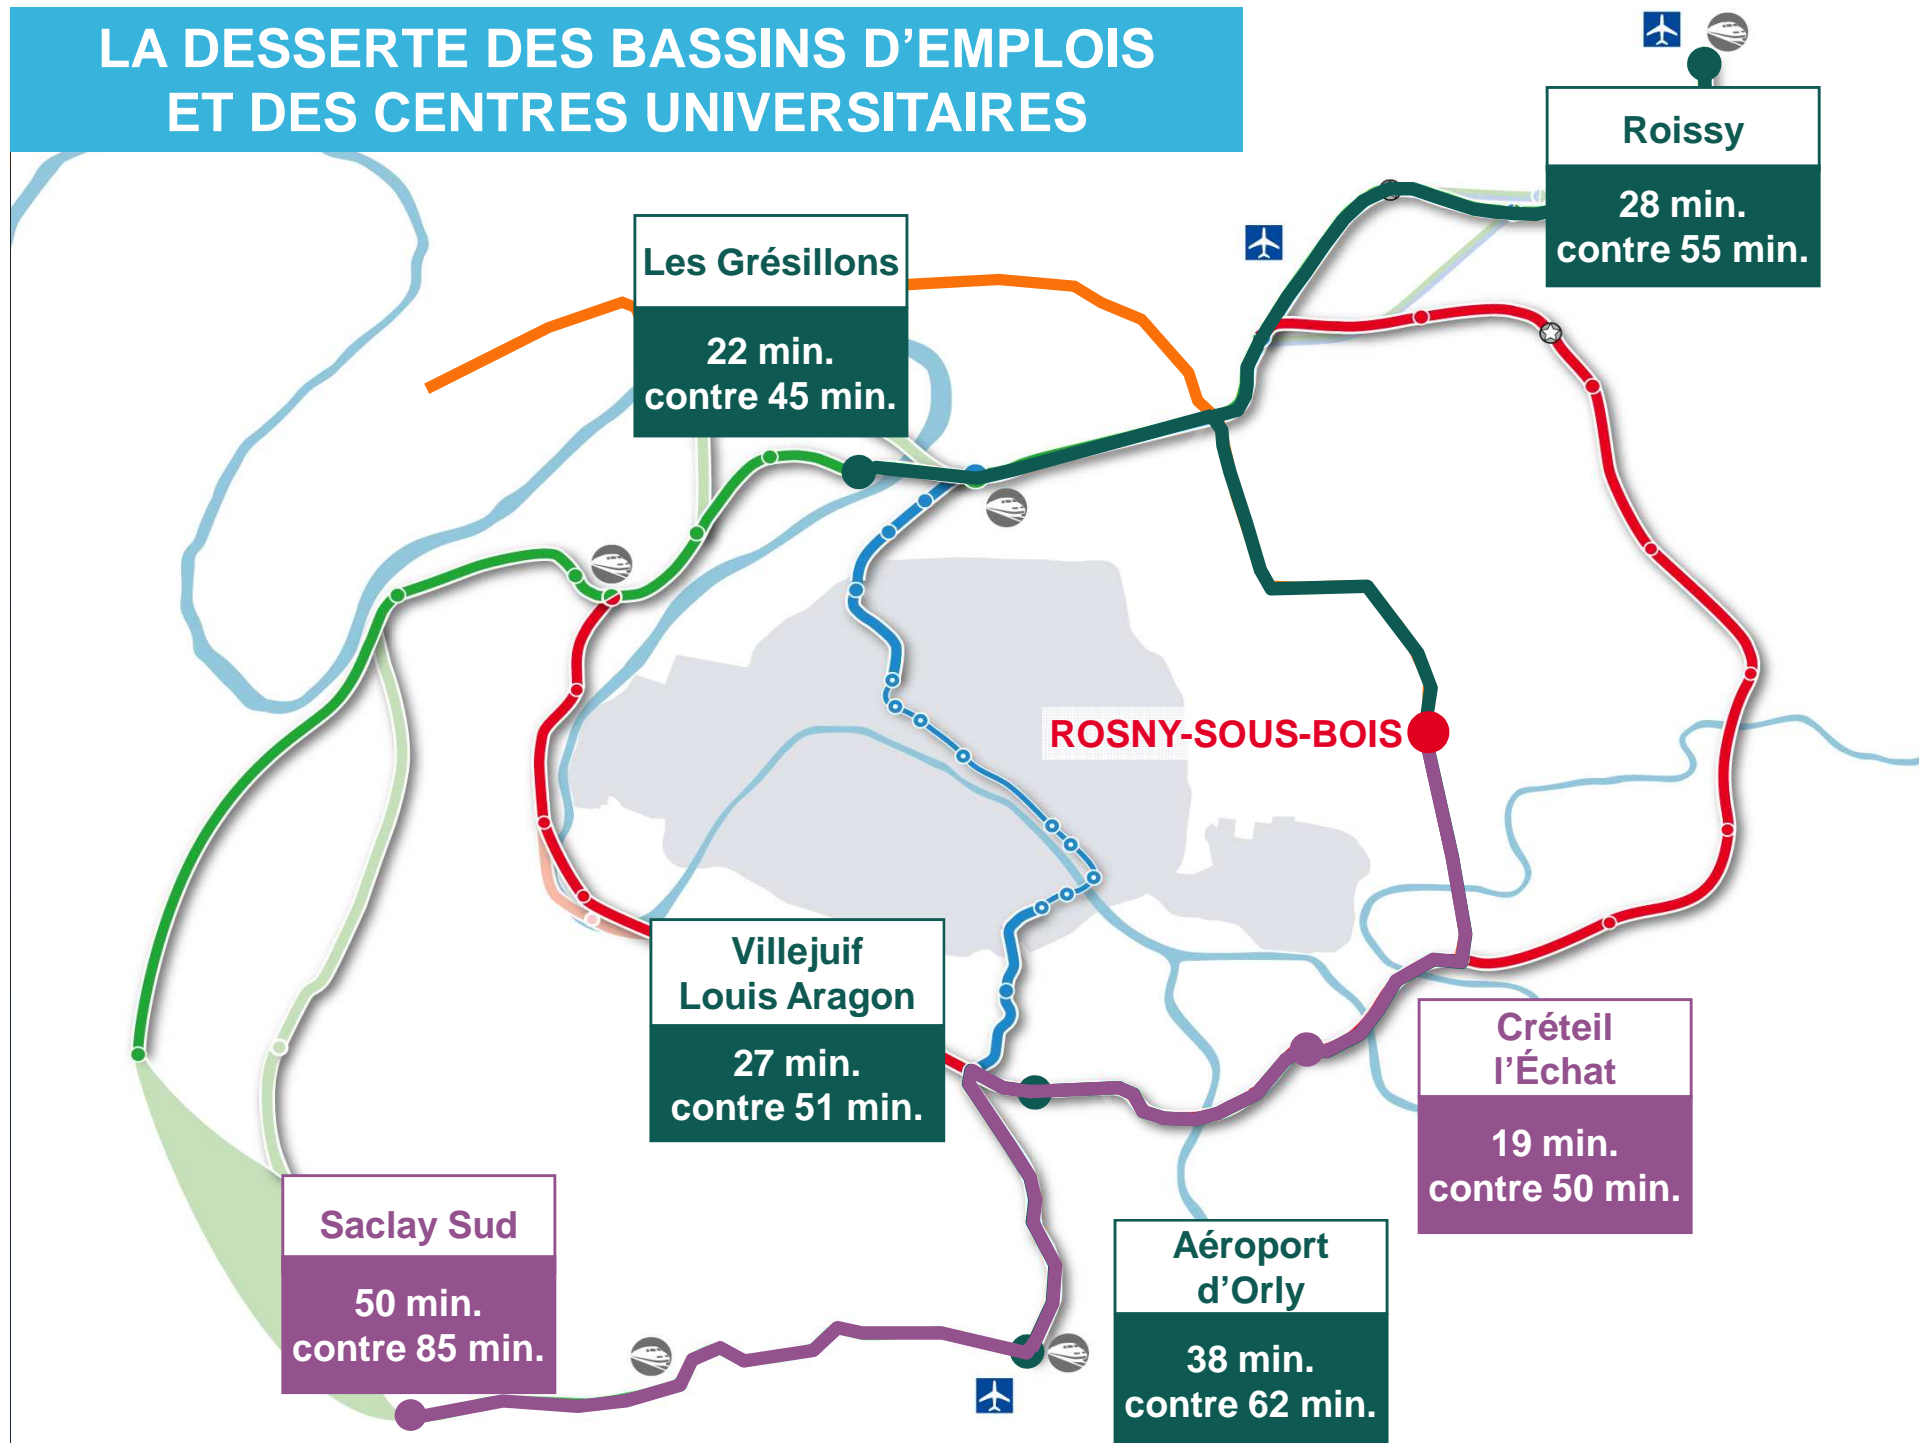 LA DESSERTE DES BASSINS D’EMPLOIS
ET DES CENTRES UNIVERSITAIRES
Roissy
28 min.
contre 55 min.
Les Grésillons
22 min.
contre 45 min.
ROSNY-SOUS-BOIS
Villejuif
Louis Aragon
27 min.
contre 51 min.
Créteil
l’Échat
19 min.
contre 50 min.
Saclay Sud
50 min.
contre 85 min.
Aéroport
d’Orly
38 min.
contre 62 min.